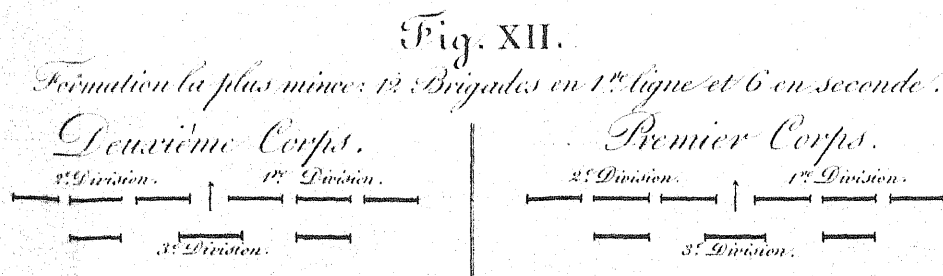 Fig. XII.
Formation la plus mince: 12 Brigades en 1re ligne et 6 en seconde.
Deuxième Corps.
2e Division. 1re Division.
3e Division.
Premier Corps.
2e Division. 1re Division.
3e Division.